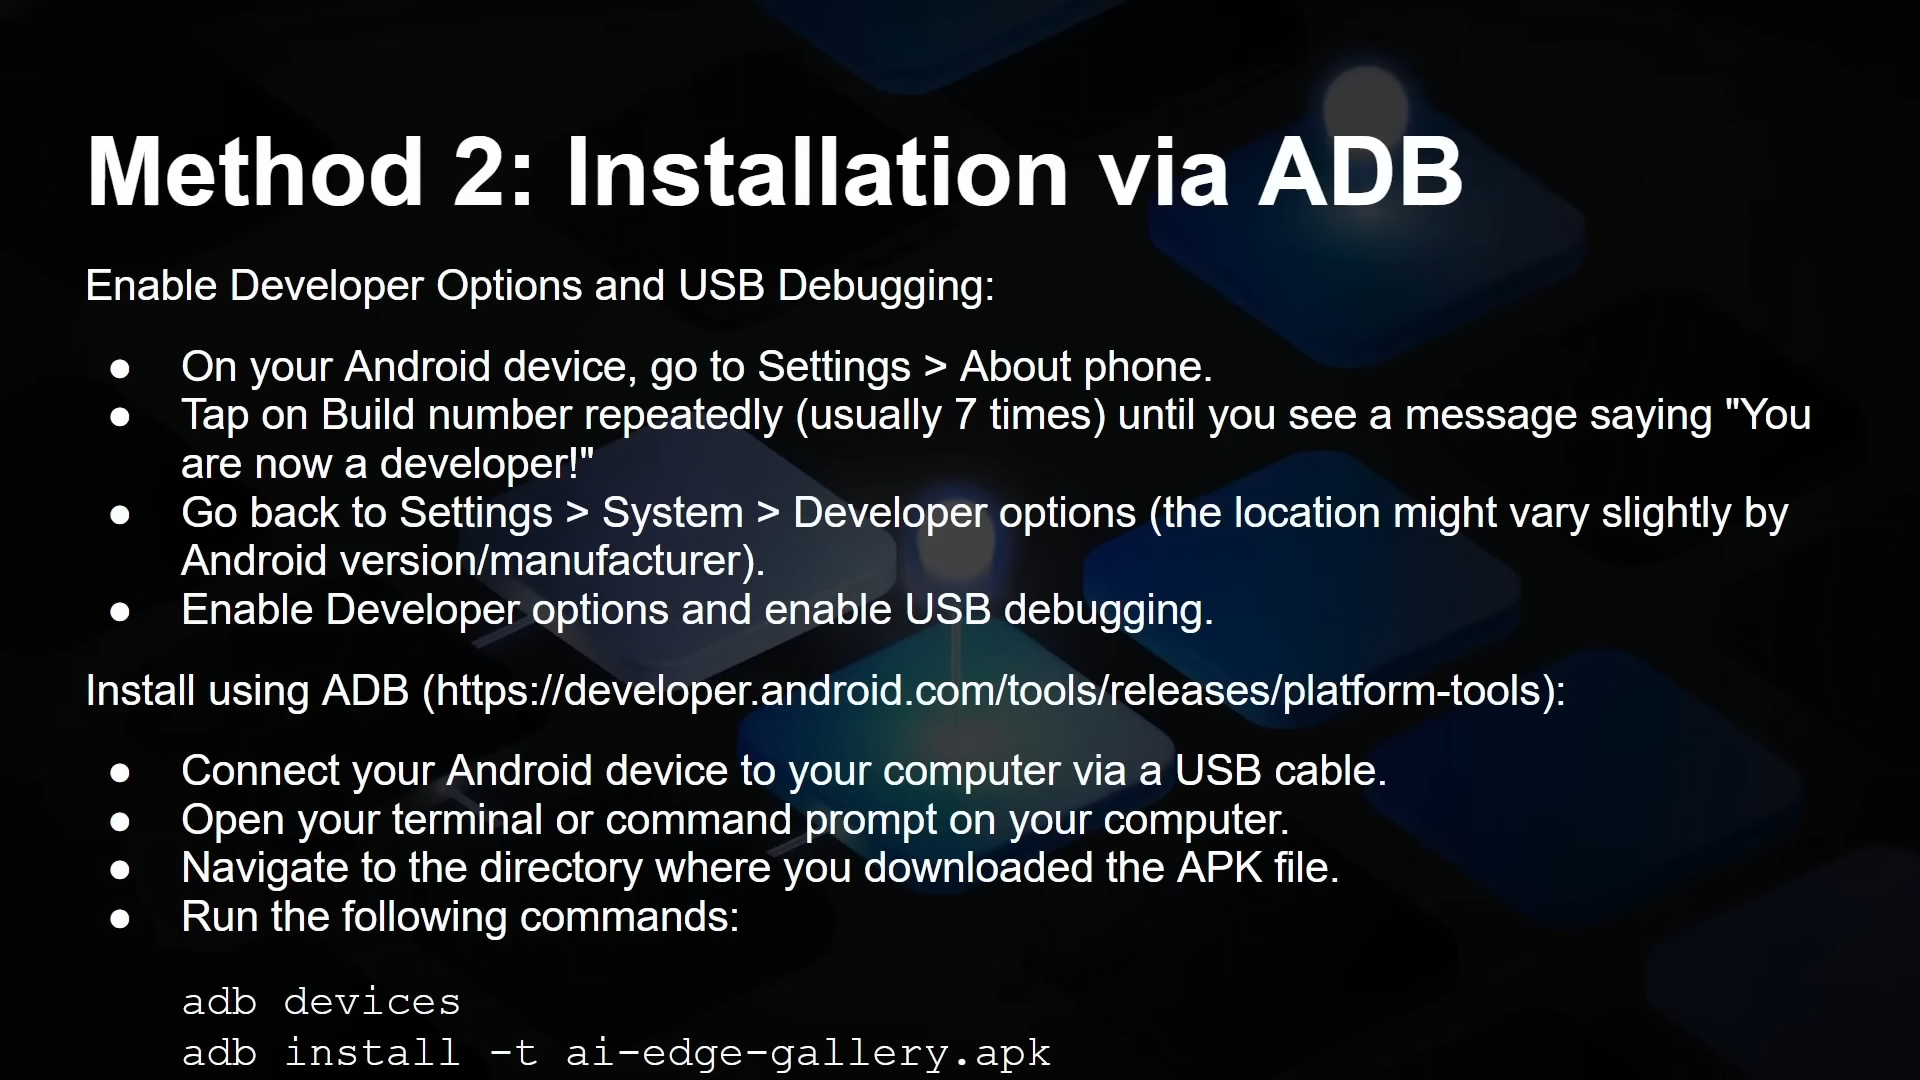 Method 2: Installation via ADB
Enable Developer Options and USB Debugging:
● On your Android device, go to Settings > About phone.
● Tap on Build number repeatedly (usually 7 times) until you see a message saying "You
are now a developer!"
● Go back to Settings > System > Developer options (the location might vary slightly by
Android version/manufacturer).
● Enable Developer options and enable USB debugging.
Install using ADB (https://developer.android.com/tools/releases/platform-tools):
● Connect your Android device to your computer via a USB cable.
● Open your terminal or command prompt on your computer.
● Navigate to the directory where you downloaded the APK file.
● Run the following commands:
adb devices
adb install -t ai-edge-gallery.apk